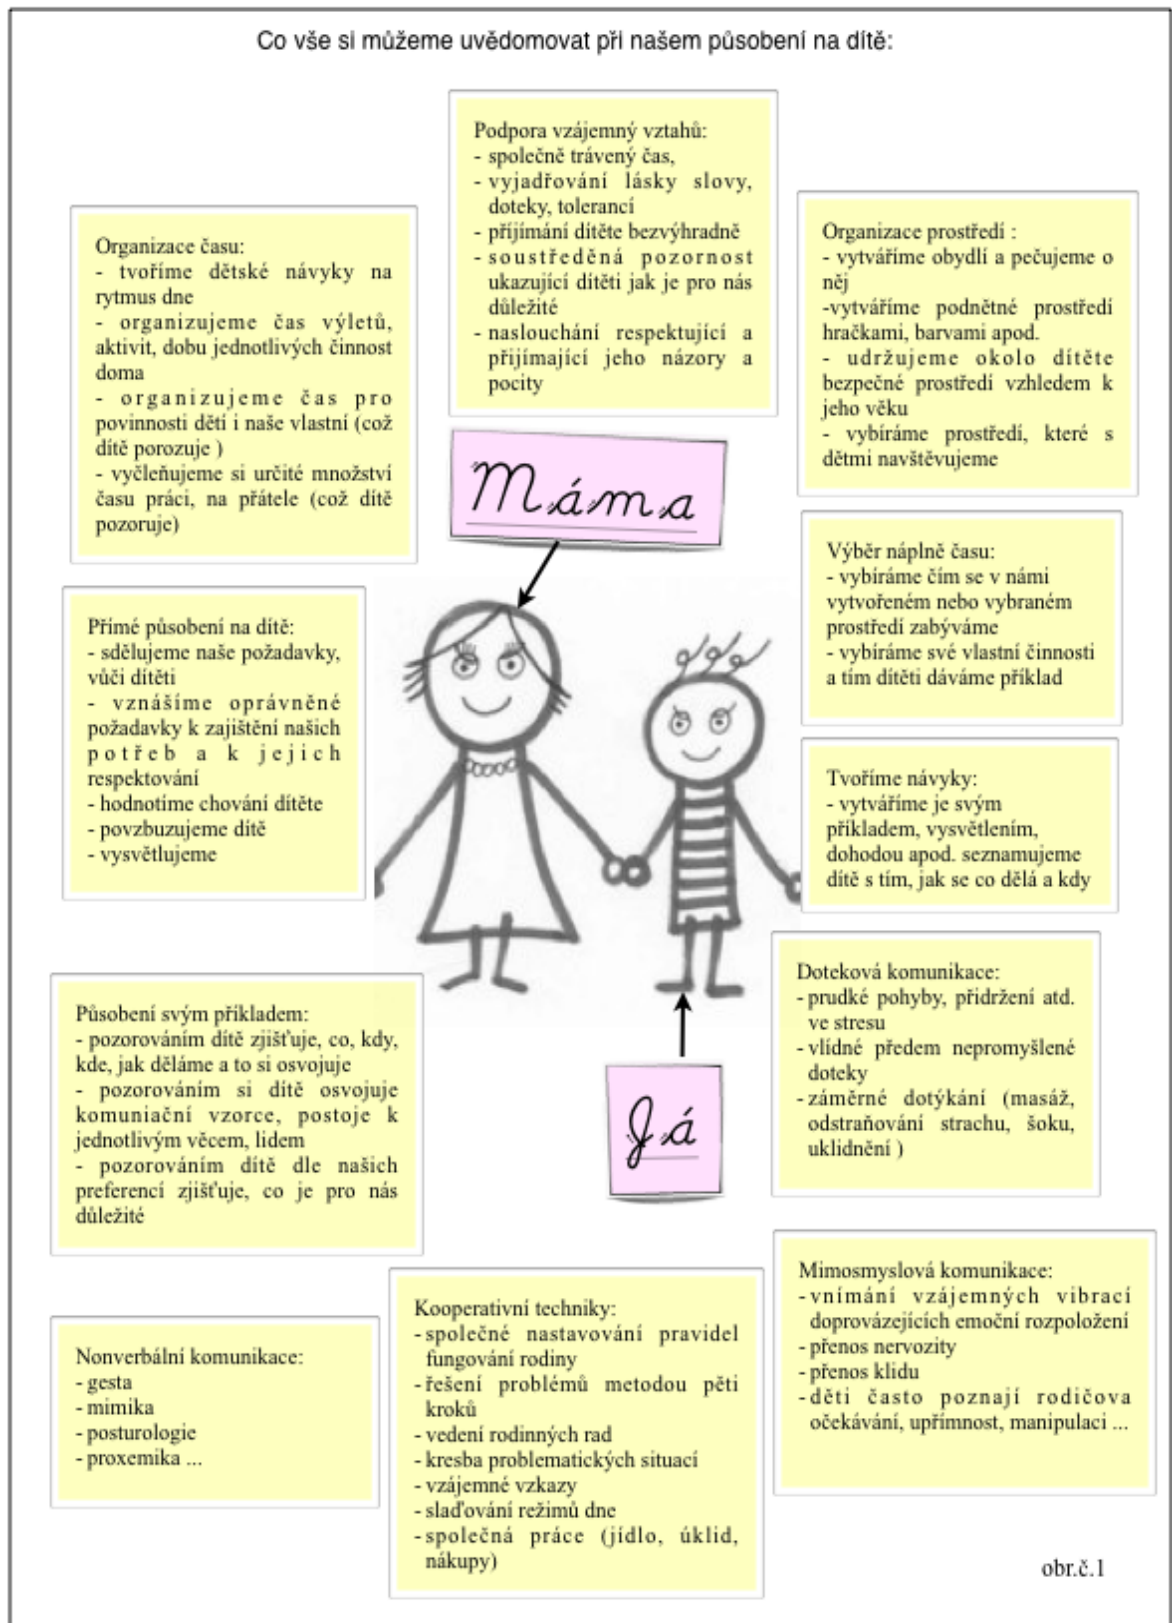 Co vše si můžeme uvědomovat při našem působení na dítě:
Podpora vzájemný vztahů:
- společně trávený čas,
- vyjadřování lásky slovy,
doteky, tolerancí
- příjímání dítěte bezvýhradně
- soustředěná pozornost
ukazující dítěti jak je pro nás
důležité
- naslouchání respektující a
přijímající jeho názory a
pocity
Organizace času:
- tvoříme dětské návyky na
rytmus dne
- organizujeme čas výletů,
aktivit, dobu jednotlivých činnost
doma
- organizujeme čas pro
povinnosti dětí i naše vlastní (což
dítě porozuje )
- vyčleňujeme si určité množství
času práci, na přátele (což dítě
pozoruje)
Organizace prostředí :
- vytváříme obydlí a pečujeme o
něj
-vytváříme podnětné prostředí
hračkami, barvami apod.
- udržujeme okolo dítěte
bezpečné prostředí vzhledem k
jeho věku
- vybíráme prostředí, které s
dětmi navštěvujeme
Máma
Výběr náplně času:
- vybíráme čím se v námi
vytvořeném nebo vybraném
prostředí zabýváme
- vybíráme své vlastní činnosti
a tím dítěti dáváme příklad
Přímé působení na dítě:
- sdělujeme naše požadavky,
vůči dítěti
- vznášíme oprávněné
požadavky k zajištění našich
potřeb a k jejich
respektování
- hodnotíme chování dítěte
- povzbuzujeme dítě
- vysvětlujeme
Tvoříme návyky:
- vytváříme je svým
příkladem, vysvětlením,
dohodou apod. seznamujeme
dítě s tím, jak se co dělá a kdy
Doteková komunikace:
- prudké pohyby, přidržení atd.
ve stresu
- vlídné předem nepromyšlené
doteky
- záměrné dotýkání (masáž,
odstraňování strachu, šoku,
uklidnění )
Působení svým příkladem:
- pozorováním dítě zjišťuje, co, kdy,
kde, jak děláme a to si osvojuje
- pozorováním si dítě osvojuje
komuniační vzorce, postoje k
jednotlivým věcem, lidem
- pozorováním dítě dle našich
preferencí zjišťuje, co je pro nás
důležité
Já
Mimosmyslová komunikace:
- vnímání vzájemných vibrací
doprovázejících emoční rozpoložení
- přenos nervozity
- přenos klidu
- děti často poznají rodičova
očekávání, upřímnost, manipulaci ...
Kooperativní techniky:
- společné nastavování pravidel
fungování rodiny
- řešení problémů metodou pěti
kroků
- vedení rodinných rad
- kresba problematických situací
- vzájemné vzkazy
- slaďování režimů dne
- společná práce (jídlo, úklid,
nákupy)
Nonverbální komunikace:
- gesta
- mimika
- posturologie
- proxemika ...
obr.č.1